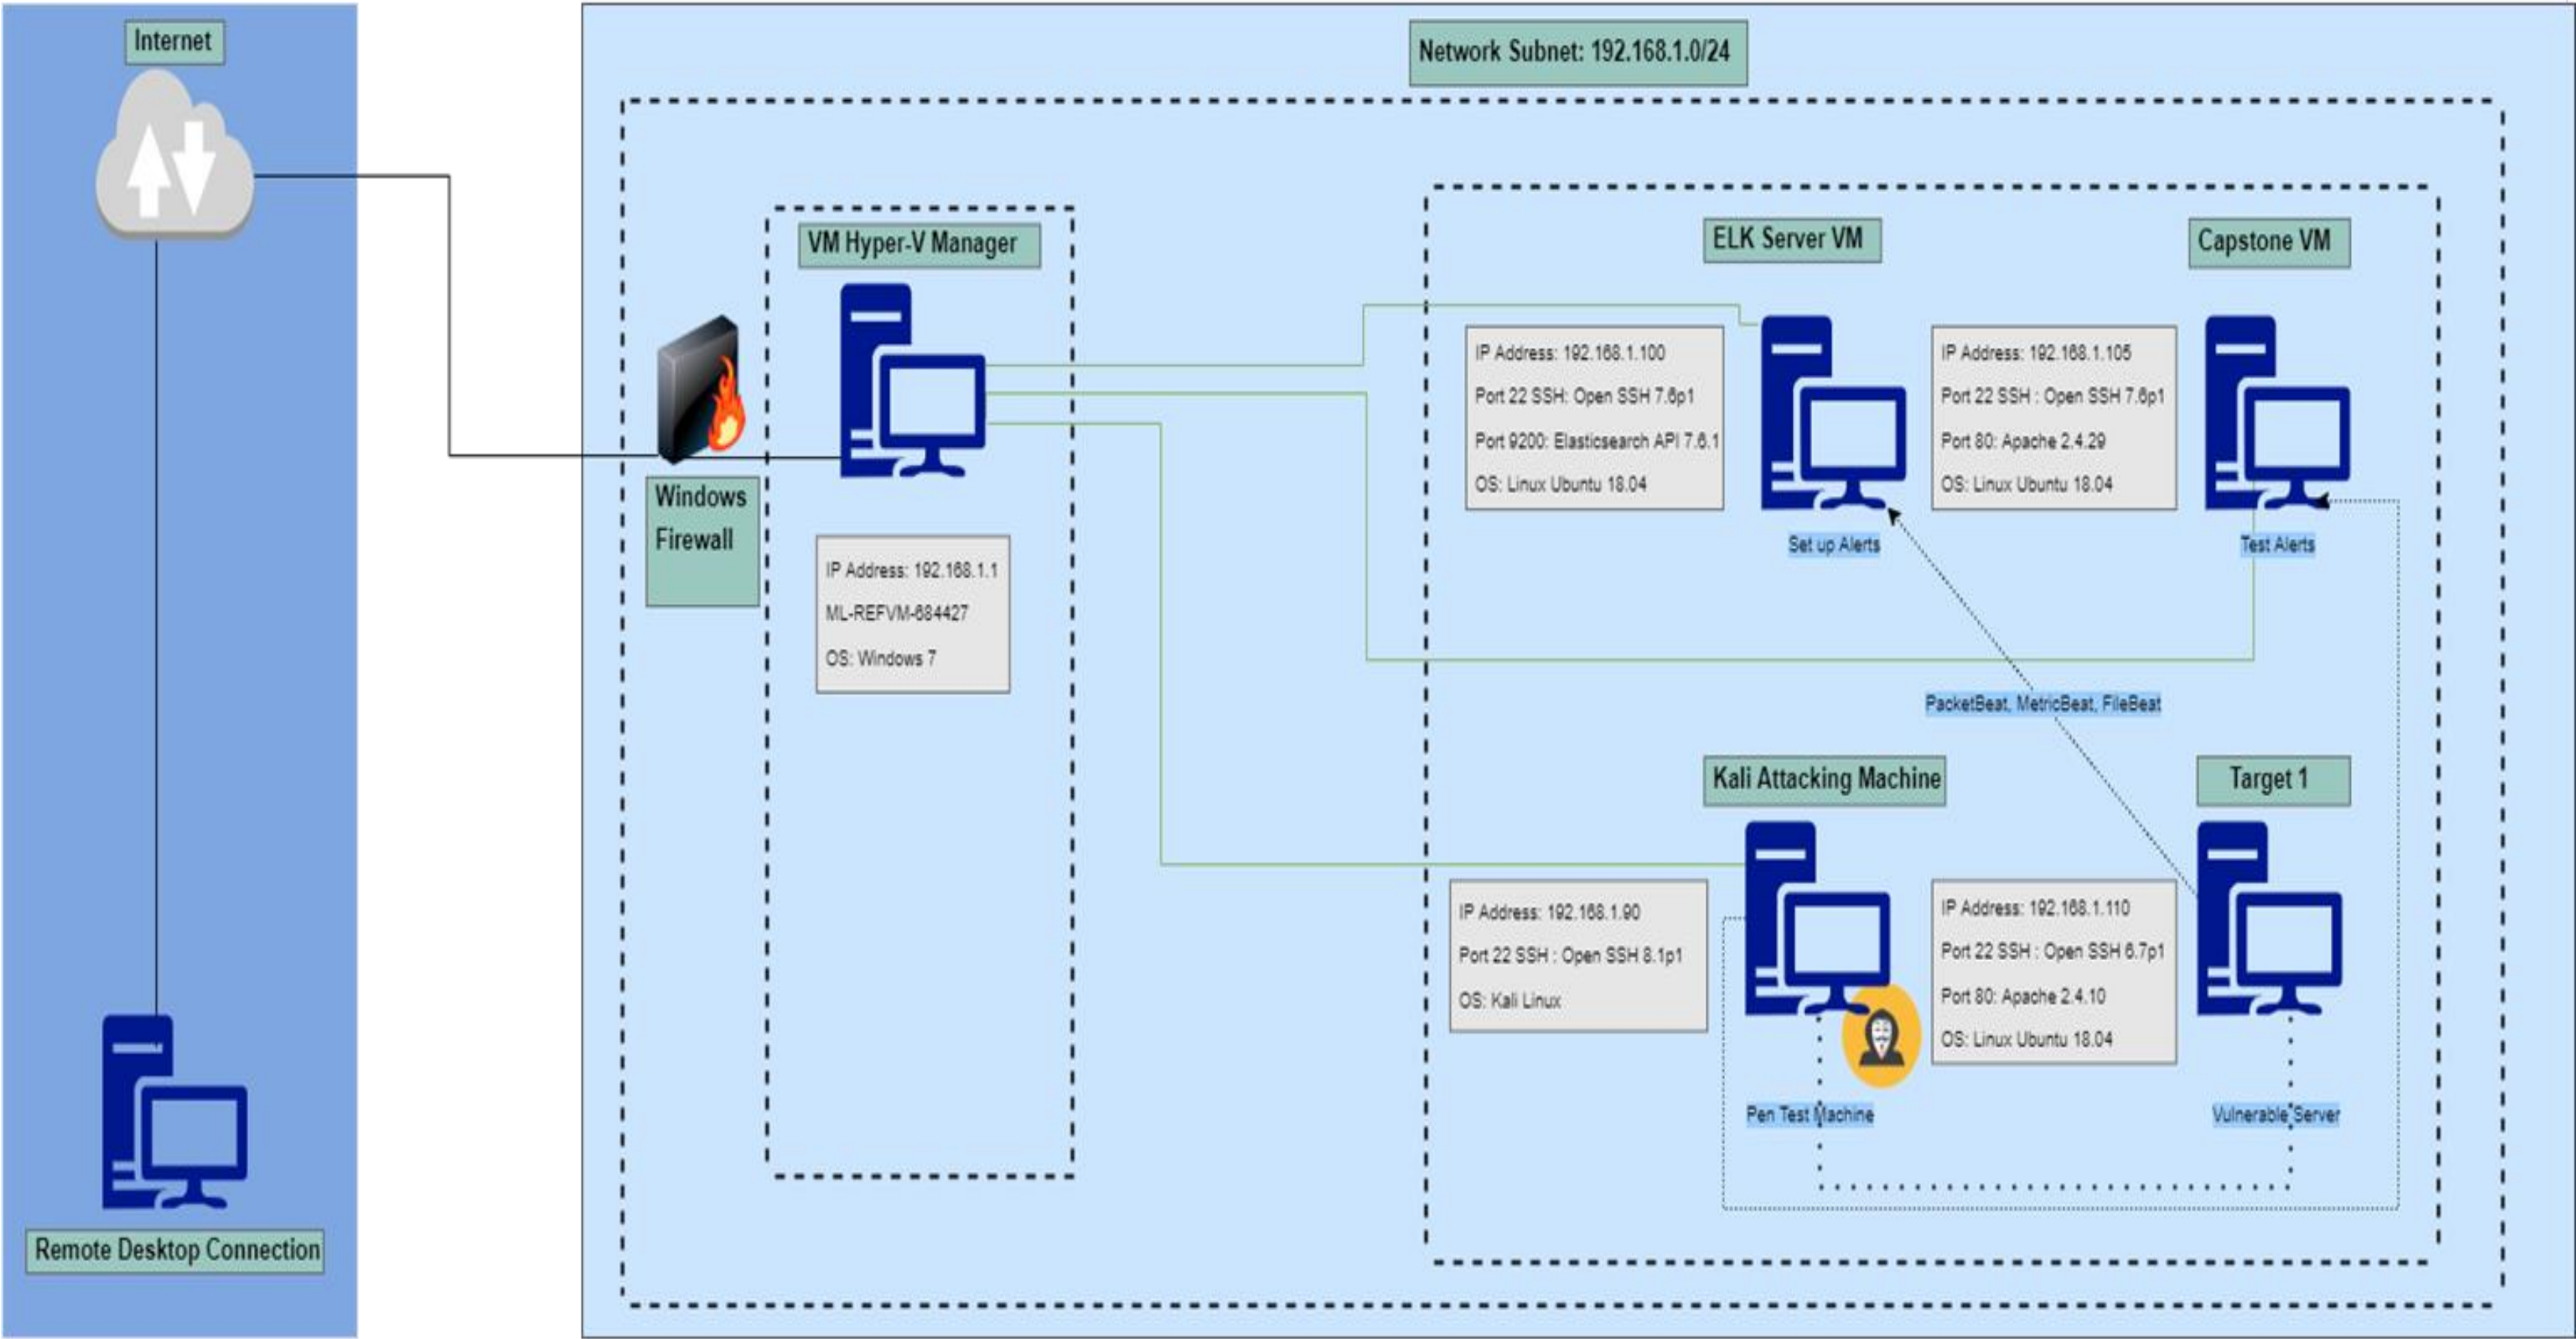 Internet
Remote Desktop Connection
Network Subnet: 192.168.1.0/24
Windows
Firewall
VM Hyper-V Manager
IP Address: 192.168.1.1
ML-REFVM-684427
OS: Windows 7
ELK Server VM
IP Address: 192.168.1.100
Port 22 SSH: Open SSH 7.6p1
Port 9200: Elasticsearch API 7.6.1
OS: Linux Ubuntu 18.04
Set up Alerts
Capstone VM
IP Address: 192.168.1.105
Port 22 SSH : Open SSH 7.6p1
Port 80: Apache 2.4.29
OS: Linux Ubuntu 18.04
Test Alerts
PacketBeat, MetricBeat, FileBeat
Kali Attacking Machine
IP Address: 192.168.1.90
Port 22 SSH : Open SSH 8.1p1
OS: Kali Linux
Pen Test Machine
Target 1
IP Address: 192.168.1.110
Port 22 SSH : Open SSH 6.7p1
Port 80: Apache 2.4.10
OS: Linux Ubuntu 18.04
Vulnerable Server